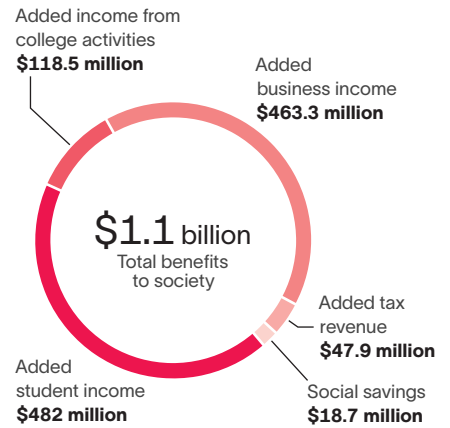 Added income from
college activities
$118.5 million
Added
business income
$463.3 million
$1.1 billion
Total benefits
to society
Added tax
revenue
$47.9 million
Added
student income
$482 million
Social savings
$18.7 million